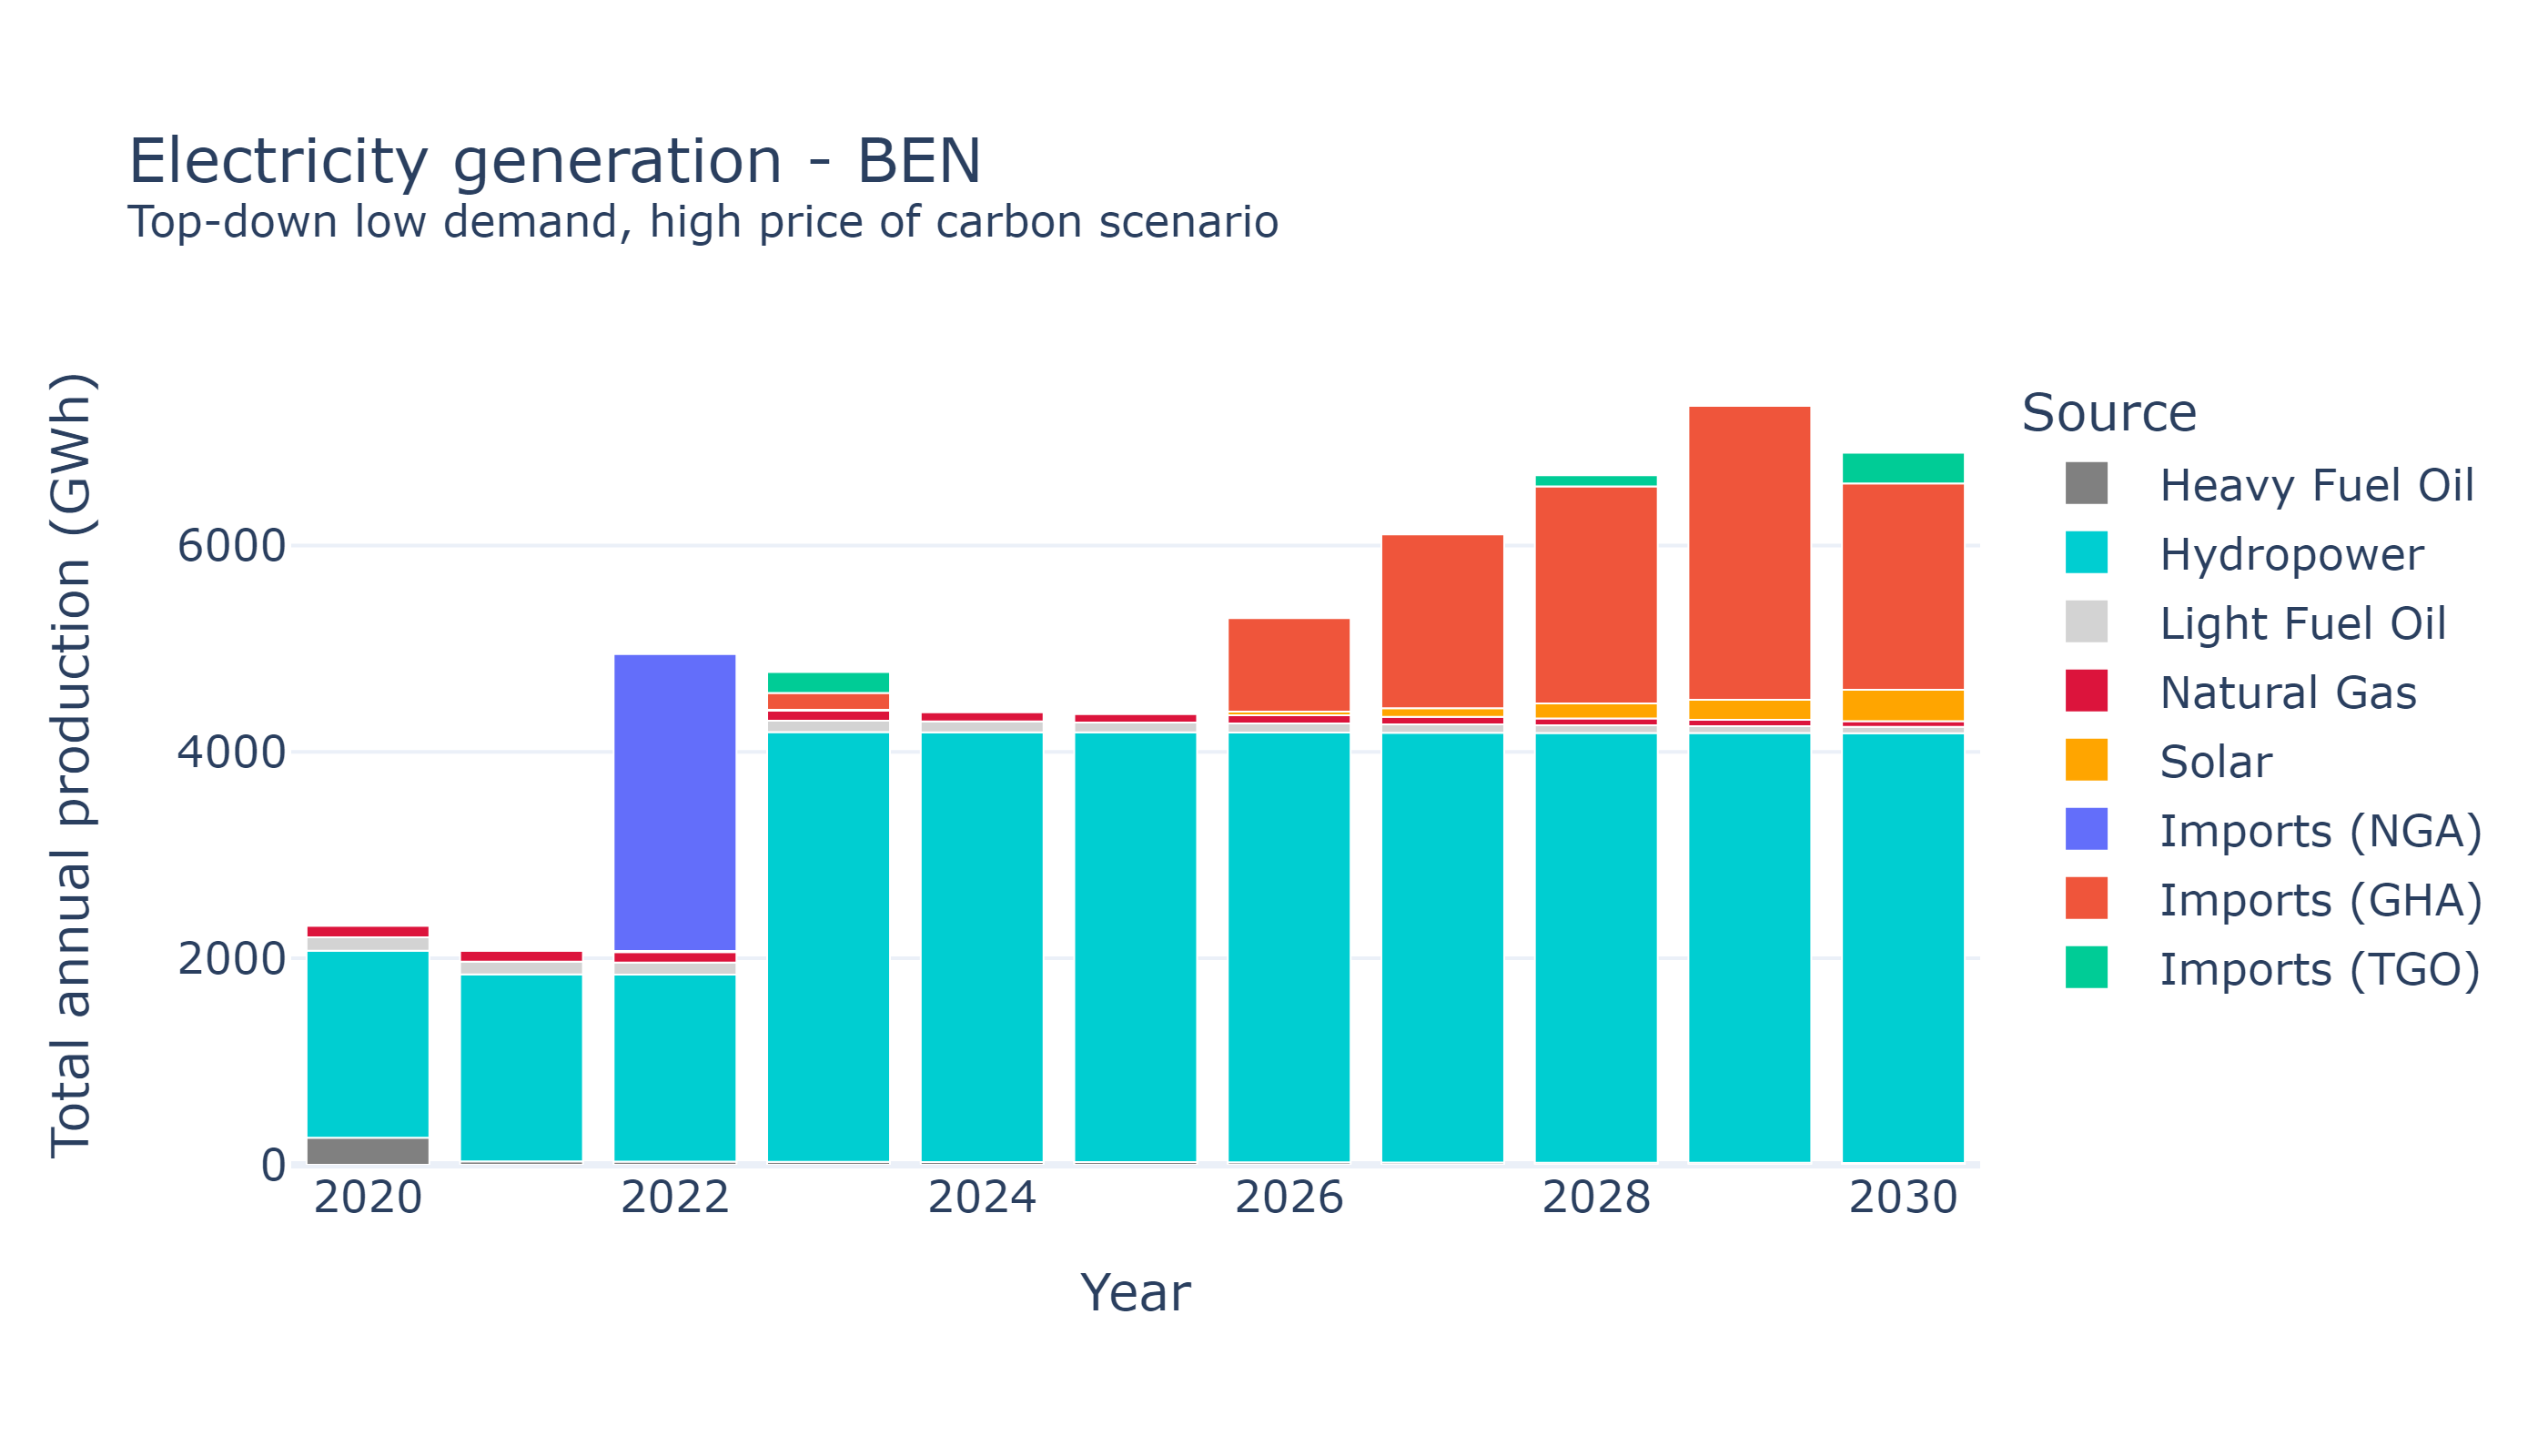 Electricity generation - BEN
Top-down low demand, high price of carbon scenario
Total annual production (GWh)
6000
4000
2000
0
2020
2022
2024
2026
2028
2030
Year
Source
Heavy Fuel Oil
Hydropower
Light Fuel Oil
Natural Gas
Solar
Imports (NGA)
Imports (GHA)
Imports (TGO)